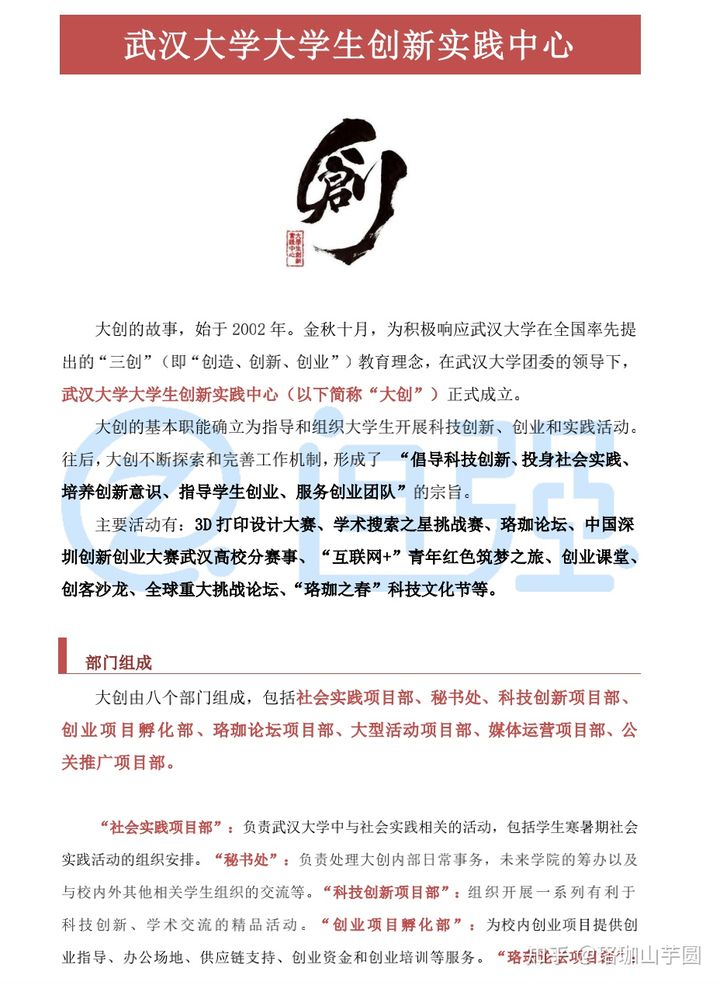 武汉大学大学生创新实践中心
創
大学生创新
实践中心
大创的故事，始于 2002 年。金秋十月，为积极响应武汉大学在全国率先提
出的“三创”（即“创造、创新、创业”）教育理念，在武汉大学团委的领导下，
武汉大学大学生创新实践中心（以下简称“大创”）正式成立。
大创的基本职能确立为指导和组织大学生开展科技创新、创业和实践活动。
往后，大创不断探索和完善工作机制，形成了 “倡导科技创新、投身社会实践、
培养创新意识、指导学生创业、服务创业团队”的宗旨。
主要活动有：3D 打印设计大赛、学术搜索之星挑战赛、珞珈论坛、中国深
圳创新创业大赛武汉高校分赛事、“互联网+”青年红色筑梦之旅、创业课堂、
创客沙龙、全球重大挑战论坛、“珞珈之春”科技文化节等。
自强
部门组成
大创由八个部门组成，包括社会实践项目部、秘书处、科技创新项目部、
创业项目孵化部、珞珈论坛项目部、大型活动项目部、媒体运营项目部、公
关推广项目部。
“社会实践项目部”：负责武汉大学中与社会实践相关的活动，包括学生寒暑期社会
实践活动的组织安排。“秘书处”：负责处理大创内部日常事务，未来学院的筹办以及
与校内外其他相关学生组织的交流等。“科技创新项目部”：组织开展一系列有利于
科技创新、学术交流的精品活动。“创业项目孵化部”：为校内创业项目提供创
业指导、办公场地、供应链支持、创业资金和创业培训等服务。“珞珈论坛项目部”：
知乎 @珞珈山芋圆